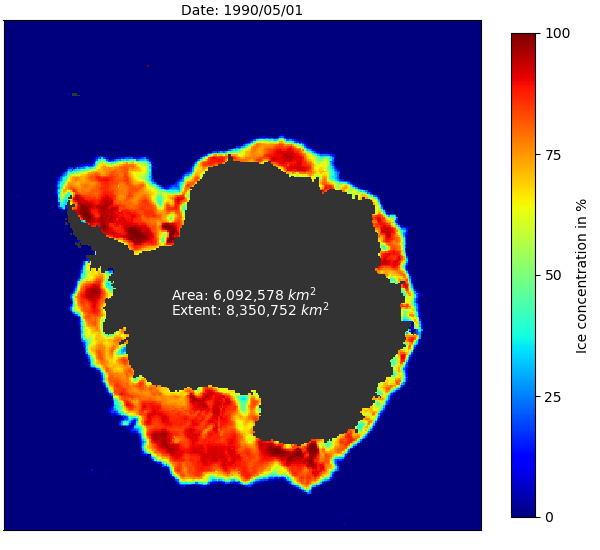 Date: 1990/05/01
100
75
50
25
0
Ice concentration in %
Area: 6,092,578 km²
Extent: 8,350,752 km²